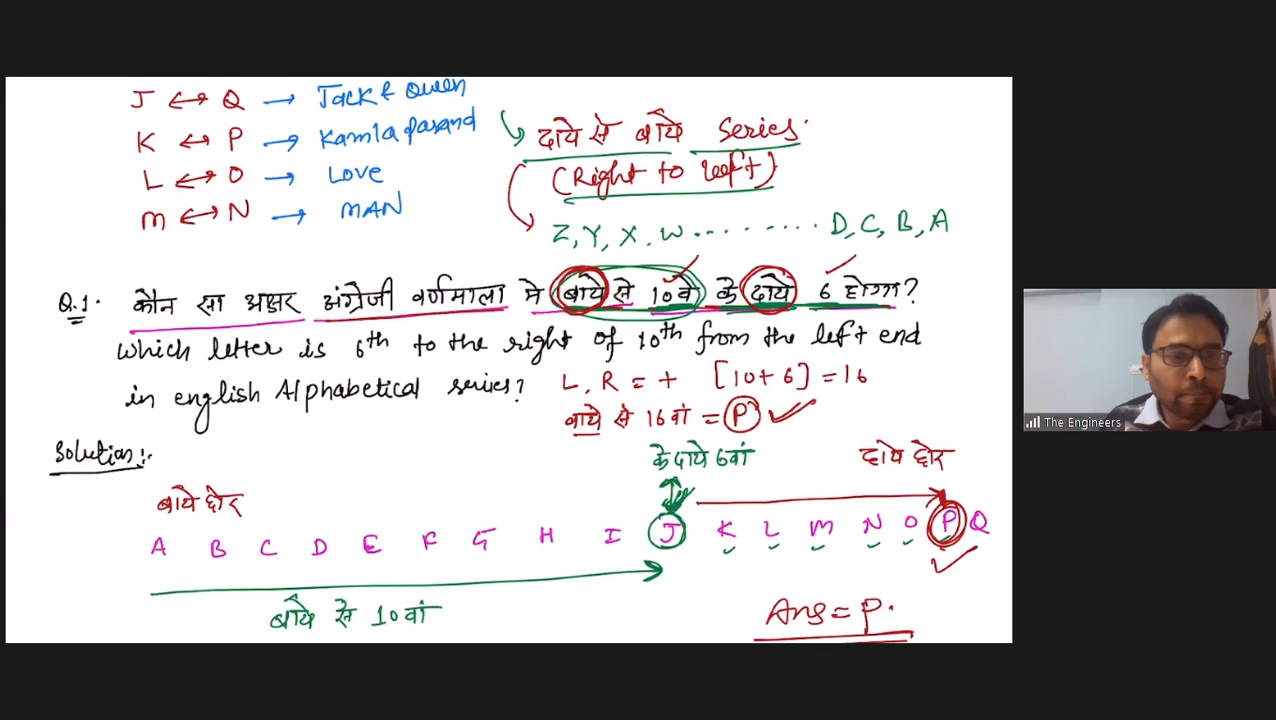 J ↔ Q → Jack & Queen
K ↔ P → Kamla pasand
L ↔ O → Love
M ↔ N → MAN
दायें से बायें Series.
(Right to left)
Z, Y, X, W ......... D, C, B, A
Q.1. कौन सा अक्षर अंग्रेजी वर्णमाला मे बायें से 10वें के दायें 6 होगा?
Which letter is 6th to the right of 10th from the left end
in english Alphabetical series?
L, R = + [10+6] = 16
बायें से 16वां = P
Solution:-
के दायें 6वां
बायें छोर
दायें छोर
A B C D E F G H I J K L M N O P Q
बायें से 10वां
Ans = P.
The Engineers